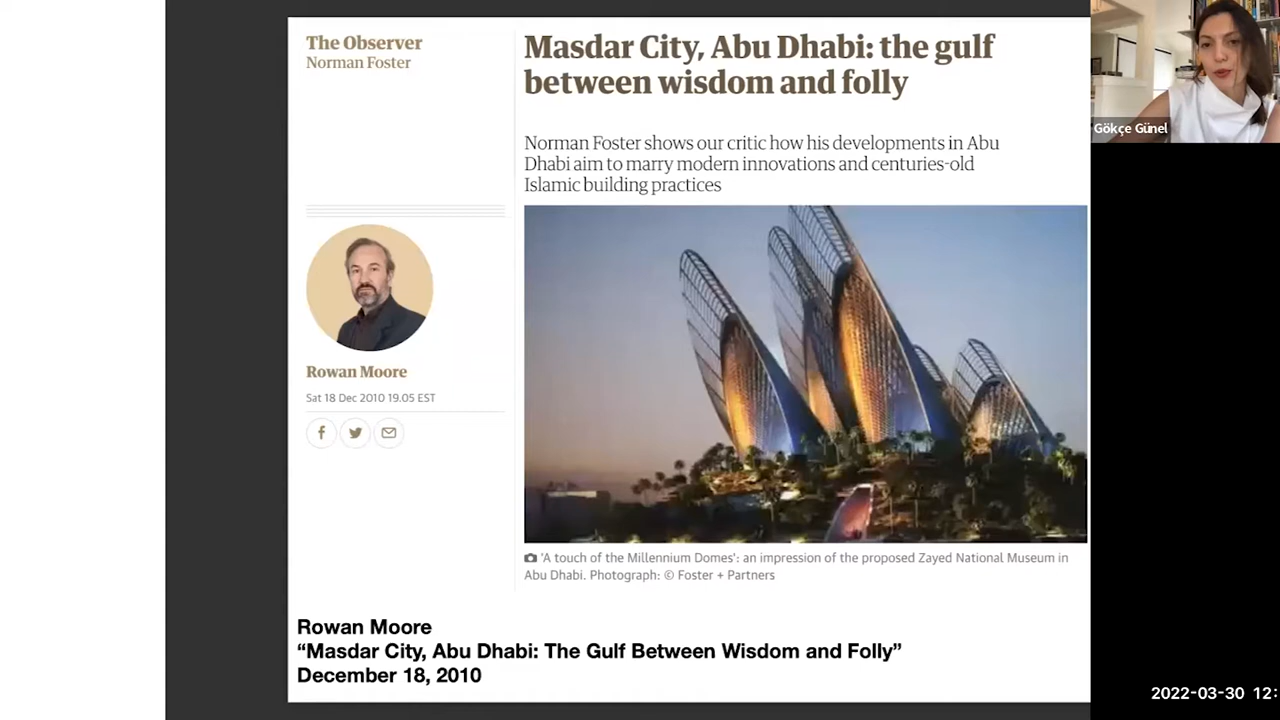 The Observer
Norman Foster
Masdar City, Abu Dhabi: the gulf
between wisdom and folly
Norman Foster shows our critic how his developments in Abu
Dhabi aim to marry modern innovations and centuries-old
Islamic building practices
Rowan Moore
Sat 18 Dec 2010 19.05 EST
'A touch of the Millennium Domes': an impression of the proposed Zayed National Museum in
Abu Dhabi. Photograph: © Foster + Partners
Rowan Moore
“Masdar City, Abu Dhabi: The Gulf Between Wisdom and Folly”
December 18, 2010
Gökçe Günel
2022-03-30 12: